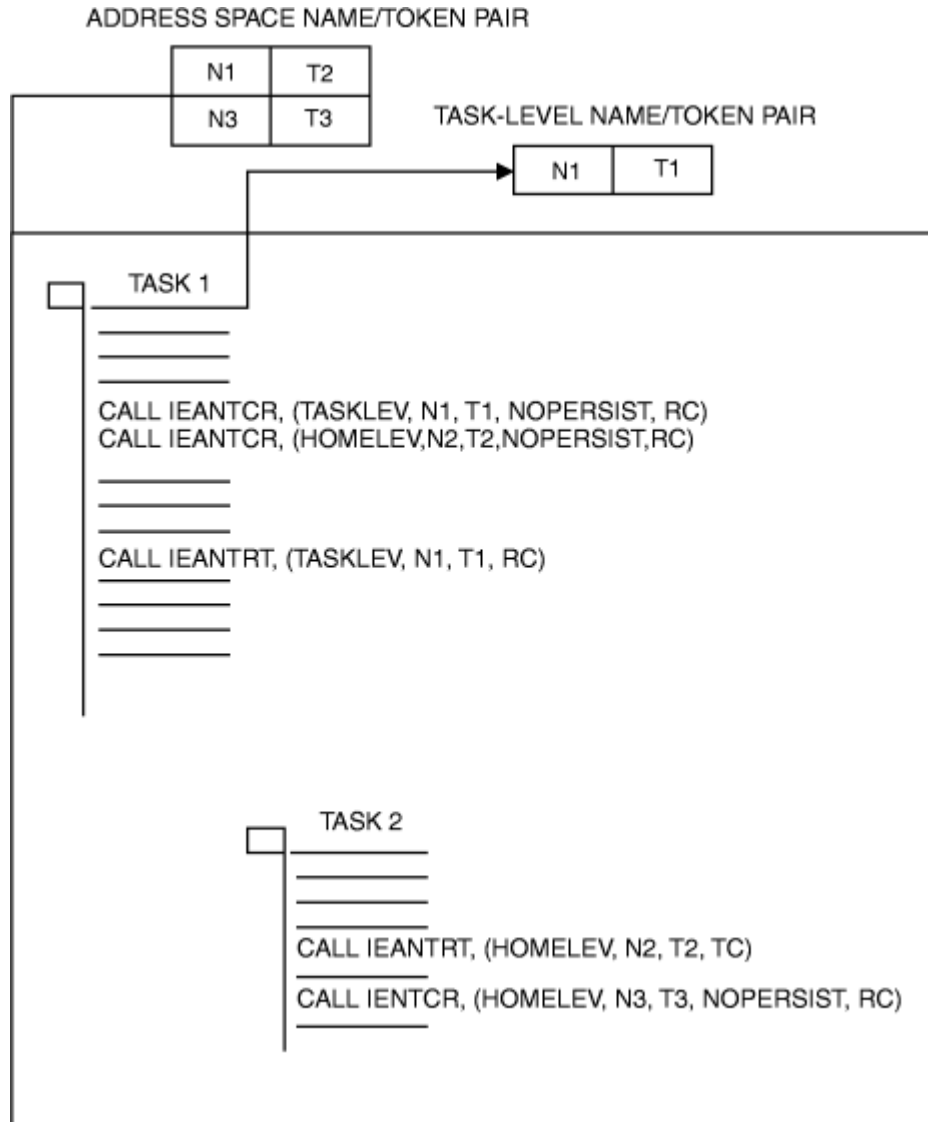 ADDRESS SPACE NAME/TOKEN PAIR
N1 T2
N3 T3
TASK-LEVEL NAME/TOKEN PAIR
N1 T1
TASK 1
CALL IEANTCR, (TASKLEV, N1, T1, NOPERSIST, RC)
CALL IEANTCR, (HOMELEV,N2,T2,NOPERSIST,RC)
CALL IEANTRT, (TASKLEV, N1, T1, RC)
TASK 2
CALL IEANTRT, (HOMELEV, N2, T2, TC)
CALL IENTCR, (HOMELEV, N3, T3, NOPERSIST, RC)